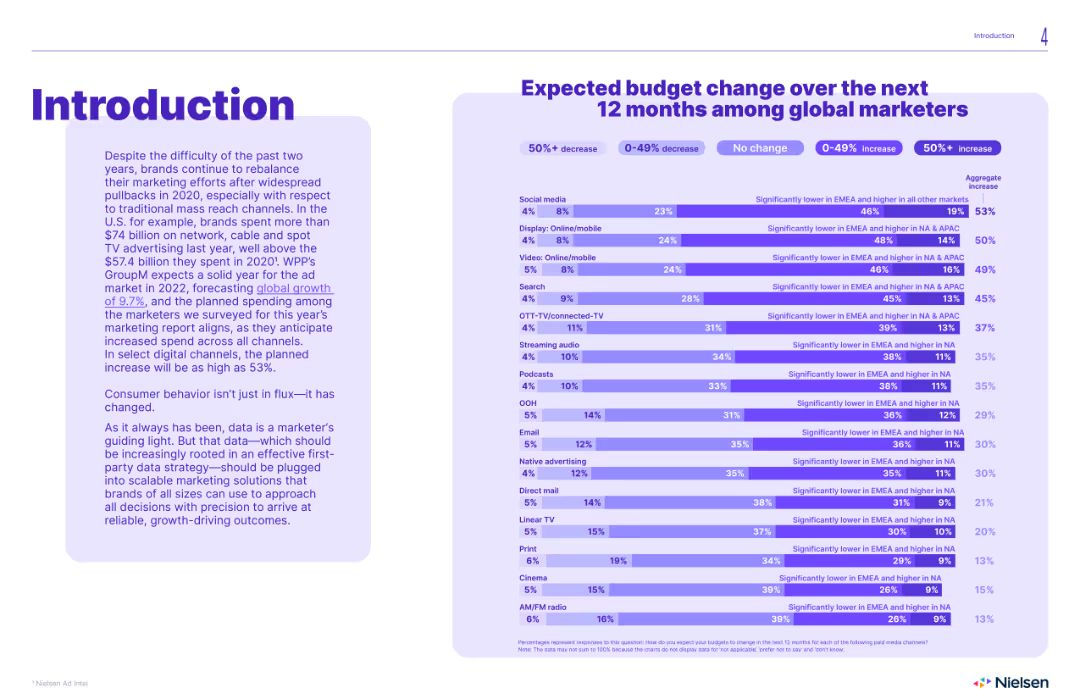 Introduction
4
Introduction
Despite the difficulty of the past two
years, brands continue to rebalance
their marketing efforts after widespread
pullbacks in 2020, especially with respect
to traditional mass reach channels. In the
U.S. for example, brands spent more than
$74 billion on network, cable and spot
TV advertising last year, well above the
$57.4 billion they spent in 2020¹. WPP's
GroupM expects a solid year for the ad
market in 2022, forecasting global growth
of 9.7%, and the planned spending among
the marketers we surveyed for this year's
marketing report aligns, as they anticipate
increased spend across all channels.
In select digital channels, the planned
increase will be as high as 53%.
Consumer behavior isn't just in flux—it has
changed.
As it always has been, data is a marketer's
guiding light. But that data—which should
be increasingly rooted in an effective first-
party data strategy—should be plugged
into scalable marketing solutions that
brands of all sizes can use to approach
all decisions with precision to arrive at
reliable, growth-driving outcomes.
Expected budget change over the next
12 months among global marketers
50%+ decrease 0-49% decrease No change 0-49% increase 50%+ increase
Aggregate
increase
Social media Significantly lower in EMEA and higher in all other markets
4% 8% 23% 46% 19% 53%
Display: Online/mobile Significantly lower in EMEA and higher in NA & APAC
4% 8% 24% 48% 14% 50%
Video: Online/mobile Significantly lower in EMEA and higher in NA & APAC
5% 8% 24% 46% 16% 49%
Search Significantly lower in EMEA and higher in NA & APAC
4% 9% 28% 45% 13% 45%
OTT-TV/connected-TV Significantly lower in EMEA and higher in NA & APAC
4% 11% 31% 39% 13% 37%
Streaming audio Significantly lower in EMEA and higher in NA
4% 10% 34% 38% 11% 35%
Podcasts Significantly lower in EMEA and higher in NA
4% 10% 33% 38% 11% 35%
OOH Significantly lower in EMEA and higher in NA
5% 14% 31% 36% 12% 29%
Email Significantly lower in EMEA and higher in NA
5% 12% 35% 36% 11% 30%
Native advertising Significantly lower in EMEA and higher in NA
4% 12% 35% 35% 11% 30%
Direct mail Significantly lower in EMEA and higher in NA
5% 14% 38% 31% 9% 21%
Linear TV Significantly lower in EMEA and higher in NA
5% 15% 37% 30% 10% 20%
Print Significantly lower in EMEA and higher in NA
6% 19% 34% 29% 9% 13%
Cinema Significantly lower in EMEA and higher in NA
5% 15% 39% 26% 9% 15%
AM/FM radio Significantly lower in EMEA and higher in NA
6% 16% 39% 26% 9% 13%
Percentages represent responses to this question: How do you expect your budgets to change in the next 12 months for each of the following paid media channels?
Note: The data may not sum to 100% because the charts do not display data for 'not applicable' 'prefer not to say' and 'don't know.
¹ Nielsen Ad Intel
Nielsen